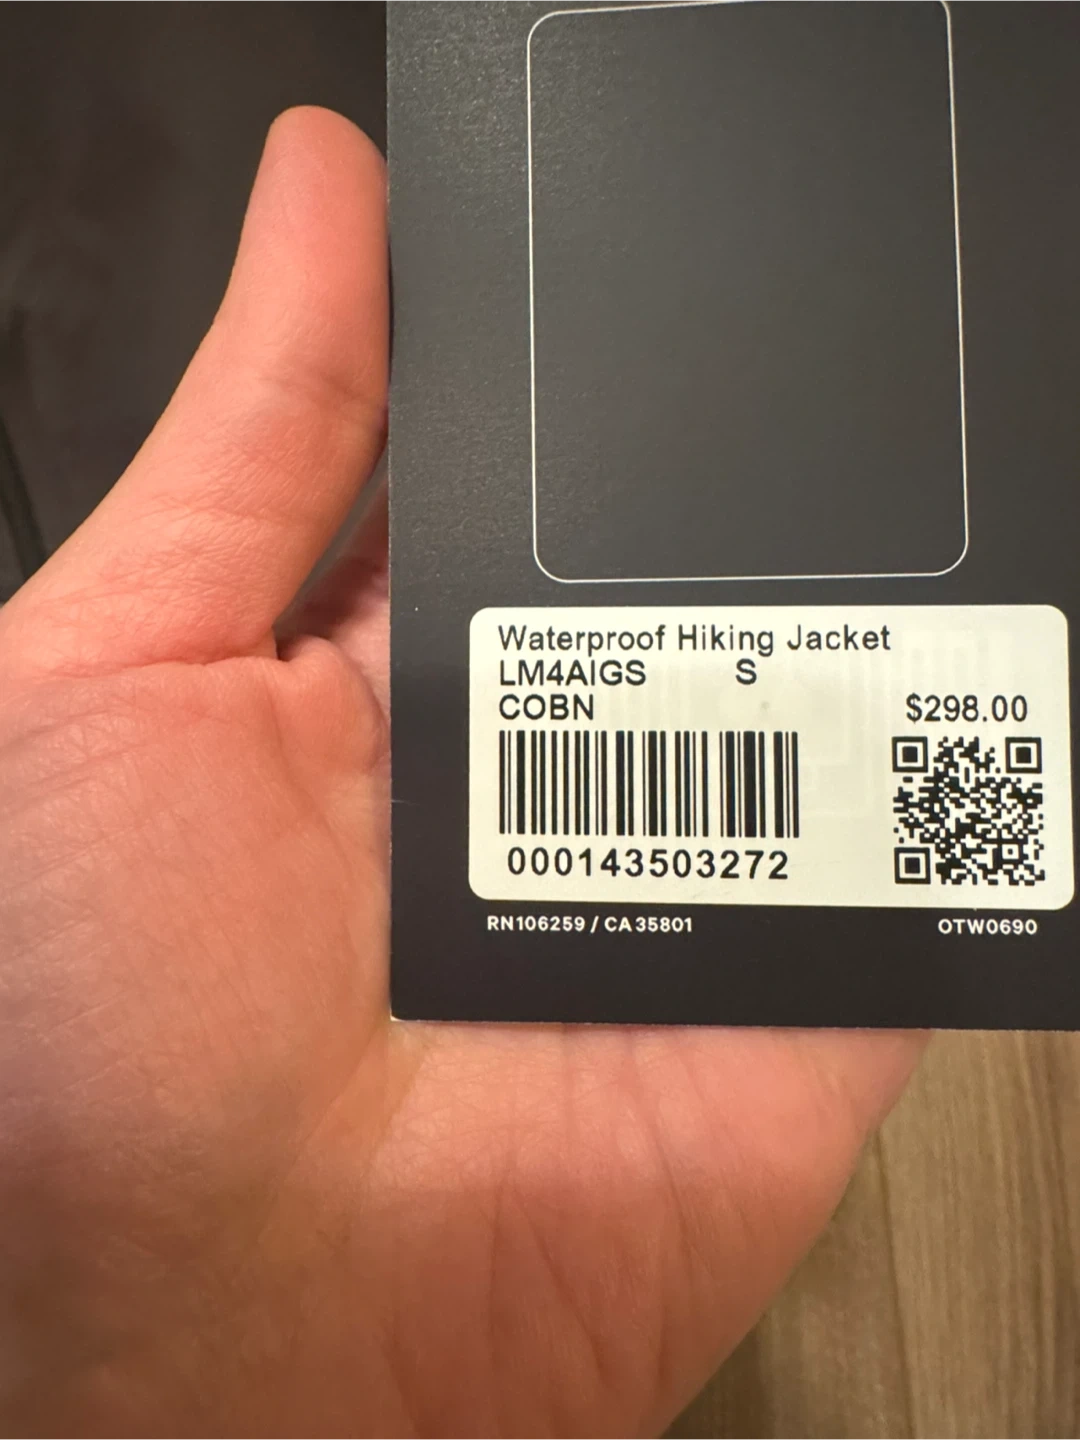 Waterproof Hiking Jacket
LM4AIGS S
COBN
$298.00
000143503272
RN106259 / CA35801
OTW0690